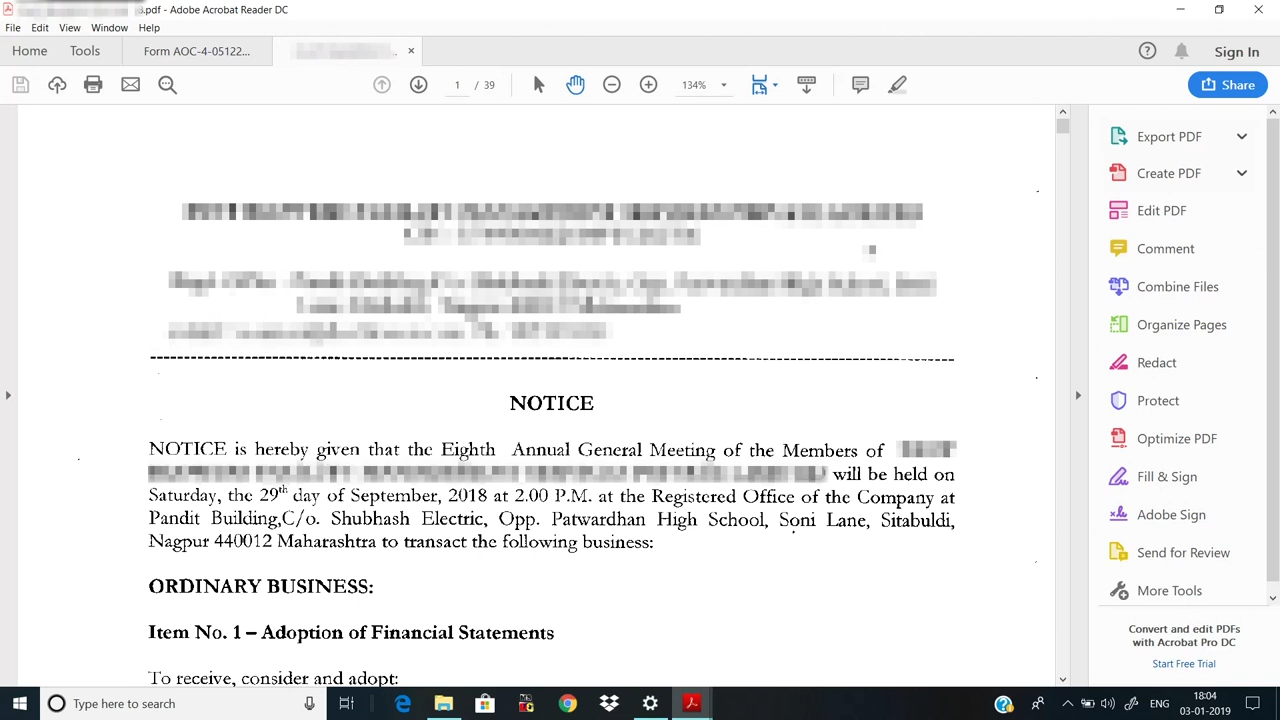 .pdf - Adobe Acrobat Reader DC
File Edit View Window Help
Home Tools Form AOC-4-05122... Sign In
1 / 39 134% Share
Export PDF
Create PDF
Edit PDF
Comment
Combine Files
Organize Pages
Redact
Protect
Optimize PDF
Fill & Sign
Adobe Sign
Send for Review
More Tools
Convert and edit PDFs
with Acrobat Pro DC
Start Free Trial
NOTICE
NOTICE is hereby given that the Eighth Annual General Meeting of the Members of
will be held on
Saturday, the 29th day of September, 2018 at 2.00 P.M. at the Registered Office of the Company at
Pandit Building,C/o. Shubhash Electric, Opp. Patwardhan High School, Soni Lane, Sitabuldi,
Nagpur 440012 Maharashtra to transact the following business:
ORDINARY BUSINESS:
Item No. 1 – Adoption of Financial Statements
To receive, consider and adopt:
Type here to search
ENG
18:04
03-01-2019